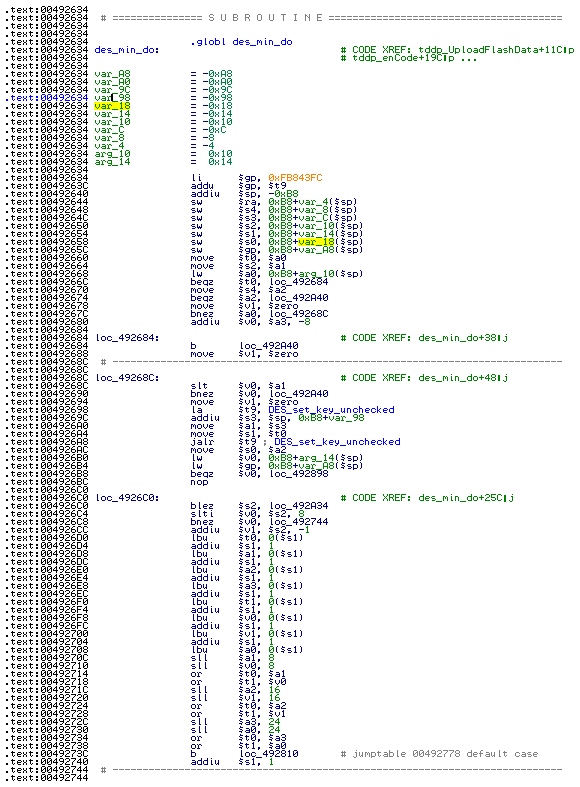 .text:00492634
.text:00492634 # =============== S U B R O U T I N E =======================================
.text:00492634
.text:00492634
.text:00492634 .globl des_min_do
.text:00492634 des_min_do: # CODE XREF: tddp_UploadFlashData+11C↑p
.text:00492634 # tddp_enCode+19C↑p ...
.text:00492634
.text:00492634 var_A8 = -0xA8
.text:00492634 var_A0 = -0xA0
.text:00492634 var_9C = -0x9C
.text:00492634 var_98 = -0x98
.text:00492634 var_18 = -0x18
.text:00492634 var_14 = -0x14
.text:00492634 var_10 = -0x10
.text:00492634 var_C = -0xC
.text:00492634 var_8 = -8
.text:00492634 var_4 = -4
.text:00492634 arg_10 = 0x10
.text:00492634 arg_14 = 0x14
.text:00492634
.text:00492634 li $gp, 0xFB843FC
.text:0049263C addu $gp, $t9
.text:00492640 addiu $sp, -0xB8
.text:00492644 sw $ra, 0xB8+var_4($sp)
.text:00492648 sw $s4, 0xB8+var_8($sp)
.text:0049264C sw $s3, 0xB8+var_C($sp)
.text:00492650 sw $s2, 0xB8+var_10($sp)
.text:00492654 sw $s1, 0xB8+var_14($sp)
.text:00492658 sw $s0, 0xB8+var_18($sp)
.text:0049265C sw $gp, 0xB8+var_A8($sp)
.text:00492660 move $t0, $a0
.text:00492664 move $s2, $a1
.text:00492668 lw $a0, 0xB8+arg_10($sp)
.text:0049266C beqz $t0, loc_492684
.text:00492670 move $s4, $a2
.text:00492674 beqz $a2, loc_492A40
.text:00492678 move $v1, $zero
.text:0049267C bnez $a0, loc_49268C
.text:00492680 addiu $v0, $a3, -8
.text:00492684
.text:00492684 loc_492684: # CODE XREF: des_min_do+38↑j
.text:00492684 b loc_492A40
.text:00492688 move $v1, $zero
.text:0049268C # ---------------------------------------------------------------------------
.text:0049268C
.text:0049268C loc_49268C: # CODE XREF: des_min_do+48↑j
.text:0049268C slt $v0, $a1
.text:00492690 bnez $v0, loc_492A40
.text:00492694 move $v1, $zero
.text:00492698 la $t9, DES_set_key_unchecked
.text:0049269C addiu $s3, $sp, 0xB8+var_98
.text:004926A0 move $a1, $s3
.text:004926A4 move $s1, $t0
.text:004926A8 jalr $t9 ; DES_set_key_unchecked
.text:004926AC move $s0, $a2
.text:004926B0 lw $v0, 0xB8+arg_14($sp)
.text:004926B4 lw $gp, 0xB8+var_A8($sp)
.text:004926B8 beqz $v0, loc_492898
.text:004926BC nop
.text:004926C0
.text:004926C0 loc_4926C0: # CODE XREF: des_min_do+25C↓j
.text:004926C0 blez $s2, loc_492A34
.text:004926C4 slti $v0, $s2, 8
.text:004926C8 bnez $v0, loc_492744
.text:004926CC addiu $v1, $s2, -1
.text:004926D0 lbu $t0, 0($s1)
.text:004926D4 addiu $s1, 1
.text:004926D8 lbu $a1, 0($s1)
.text:004926DC addiu $s1, 1
.text:004926E0 lbu $a2, 0($s1)
.text:004926E4 addiu $s1, 1
.text:004926E8 lbu $a3, 0($s1)
.text:004926EC addiu $s1, 1
.text:004926F0 lbu $t1, 0($s1)
.text:004926F4 addiu $s1, 1
.text:004926F8 lbu $v0, 0($s1)
.text:004926FC addiu $s1, 1
.text:00492700 lbu $v1, 0($s1)
.text:00492704 addiu $s1, 1
.text:00492708 lbu $a0, 0($s1)
.text:0049270C sll $a1, 8
.text:00492710 sll $v0, 8
.text:00492714 or $t0, $a1
.text:00492718 or $t1, $v0
.text:0049271C sll $a2, 16
.text:00492720 sll $v1, 16
.text:00492724 or $t0, $a2
.text:00492728 or $t1, $v1
.text:0049272C sll $a3, 24
.text:00492730 sll $a0, 24
.text:00492734 or $t0, $a3
.text:00492738 or $t1, $a0
.text:0049273C b loc_492810 # jumptable 00492778 default case
.text:00492740 addiu $s1, 1
.text:00492744 # ---------------------------------------------------------------------------
.text:00492744